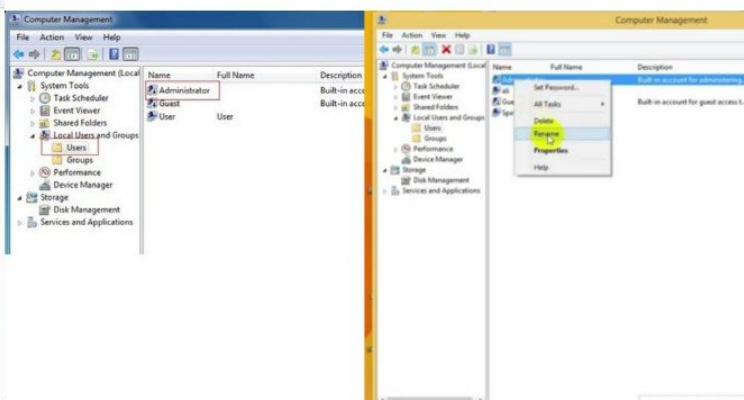 Computer Management
File Action View Help
Computer Management (Local
System Tools
Task Scheduler
Event Viewer
Shared Folders
Local Users and Groups
Users
Groups
Performance
Device Manager
Storage
Disk Management
Services and Applications
Name Full Name Description
Administrator Built-in acco
Guest Built-in acco
User User
Computer Management
File Action View Help
Computer Management (Local
System Tools
Task Scheduler
Event Viewer
Shared Folders
Local Users and Groups
Users
Groups
Performance
Device Manager
Storage
Disk Management
Services and Applications
Name Full Name Description
Built-in account for administering
ali
Built-in account for guest access t...
Set Password...
All Tasks
Delete
Rename
Properties
Help